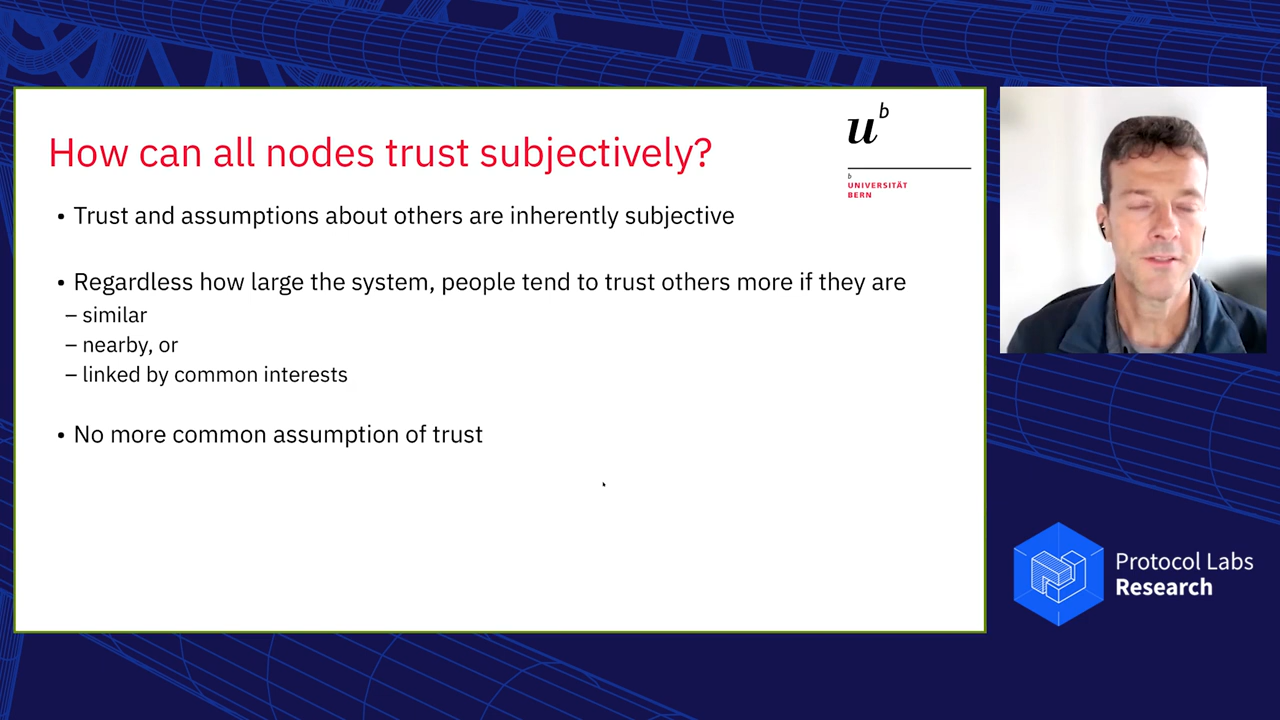 How can all nodes trust subjectively?
u^b
b
UNIVERSITÄT
BERN
• Trust and assumptions about others are inherently subjective
• Regardless how large the system, people tend to trust others more if they are
– similar
– nearby, or
– linked by common interests
• No more common assumption of trust
Protocol Labs
Research